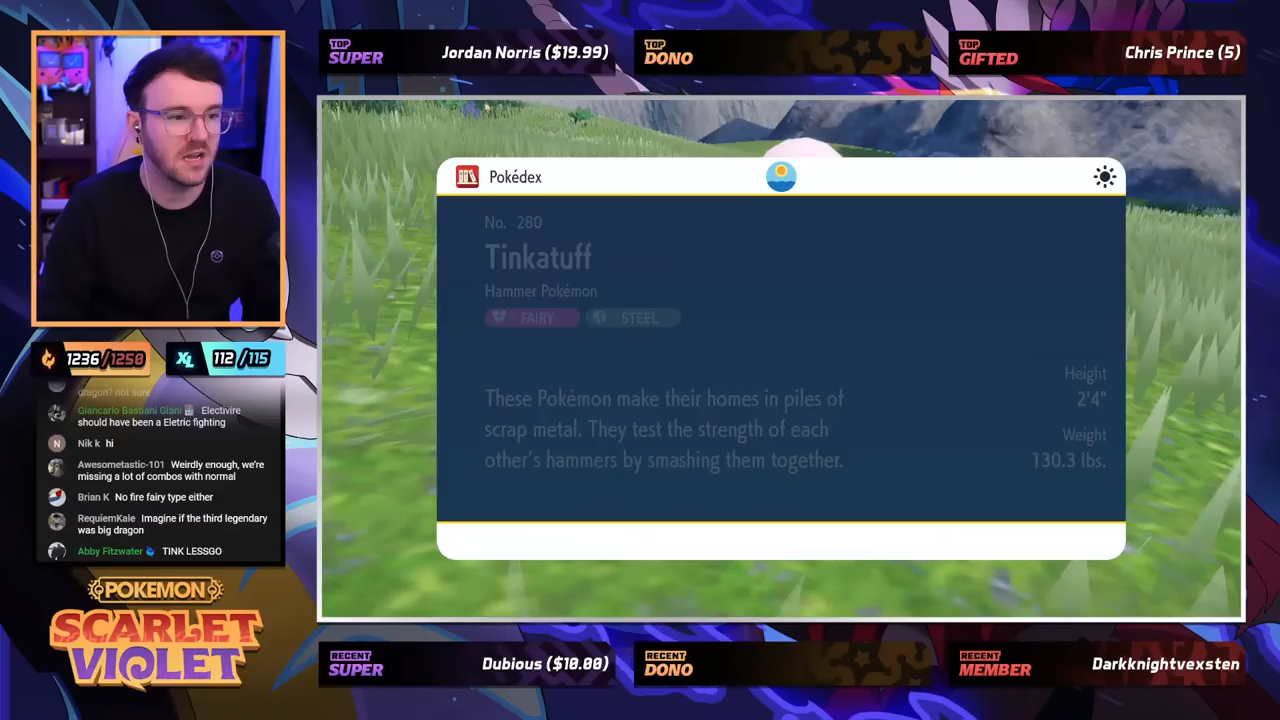 TOP SUPER Jordan Norris ($19.99)
TOP DONO
TOP GIFTED Chris Prince (5)
Pokédex
No. 280
Tinkatuff
Hammer Pokémon
FAIRY STEEL
Height
2'4"
Weight
130.3 lbs.
These Pokémon make their homes in piles of
scrap metal. They test the strength of each
other's hammers by smashing them together.
1236/1250 XL 112/115
dragon? not sure
Giancarlo Bastiani Giani Electivire
should have been a Eletric fighting
N Nik k hi
Awesometastic-101 Weirdly enough, we're
missing a lot of combos with normal
Brian K No fire fairy type either
RequiemKale Imagine if the third legendary
was big dragon
Abby Fitzwater TINK LESSGO
POKEMON
SCARLET
VIOLET
RECENT SUPER Dubious ($10.00)
RECENT DONO
RECENT MEMBER Darkknightvexsten